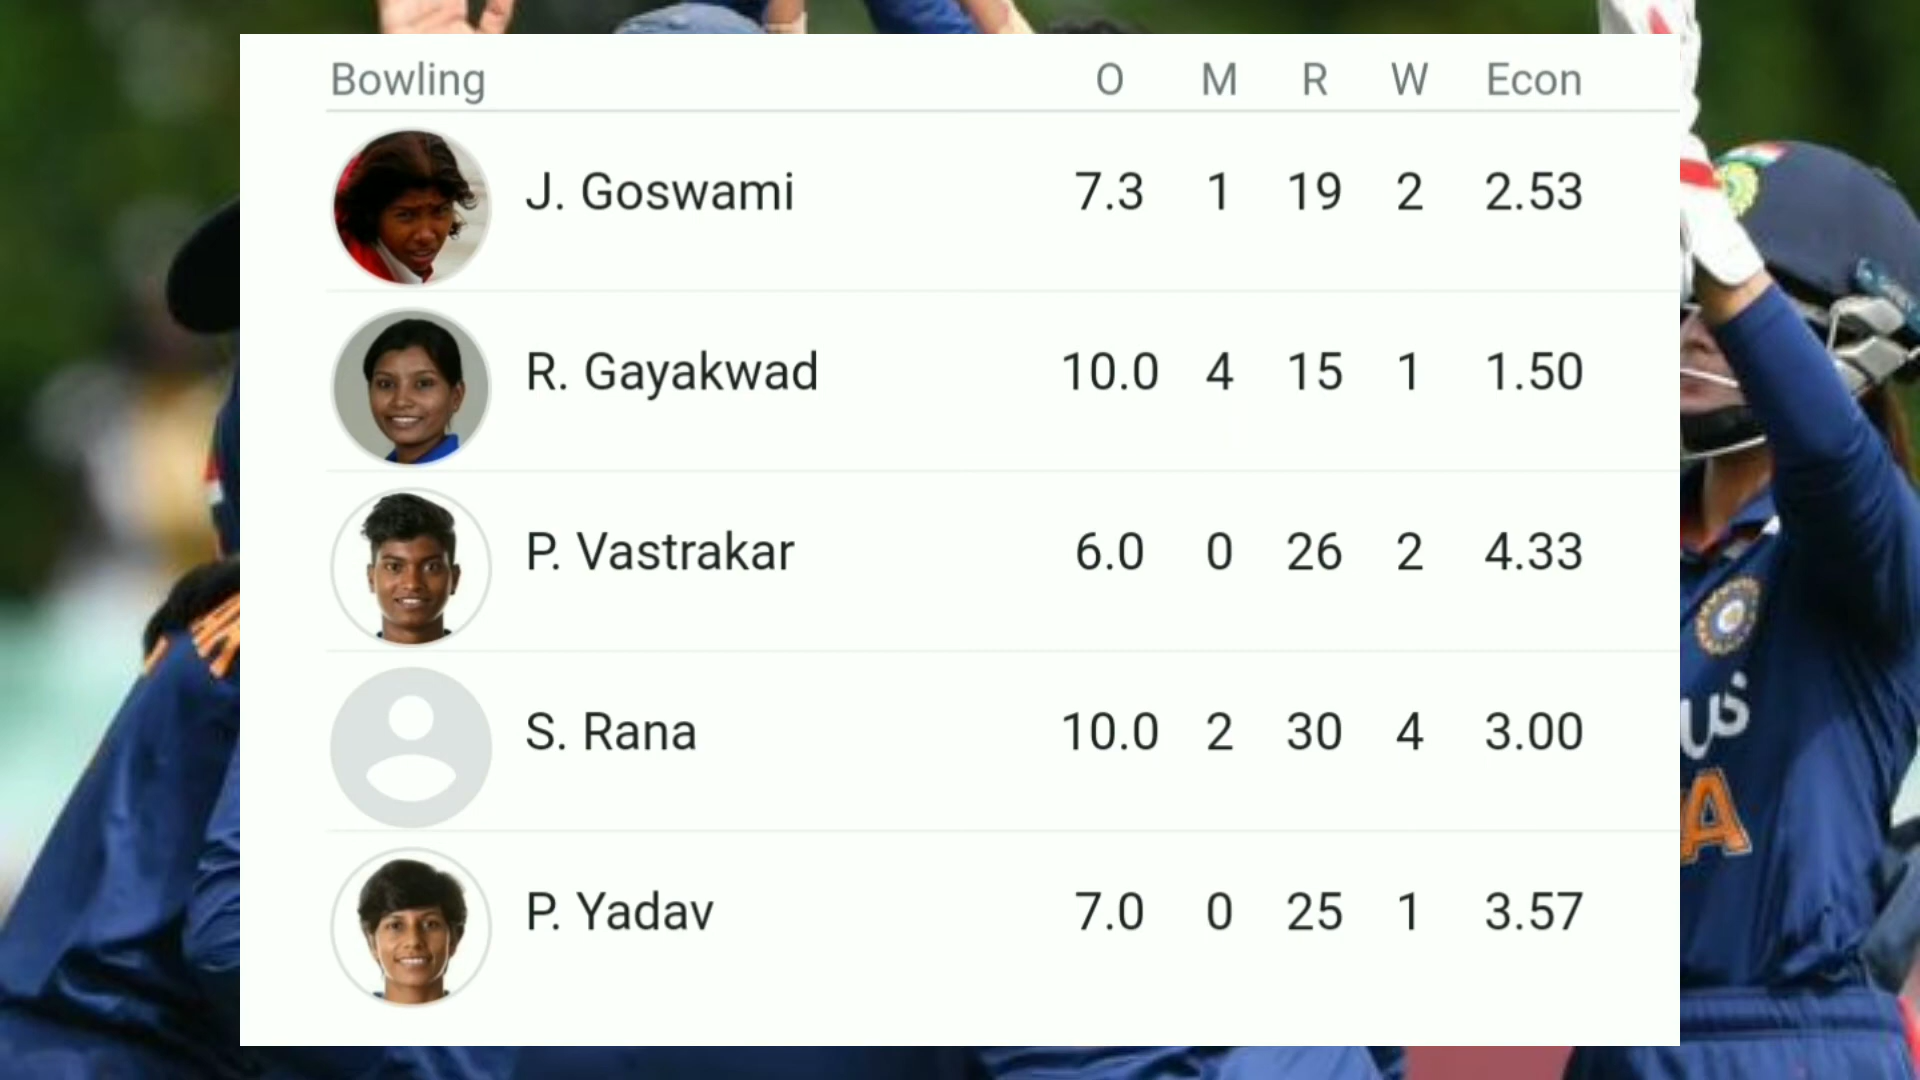 Bowling O M R W Econ
J. Goswami 7.3 1 19 2 2.53
R. Gayakwad 10.0 4 15 1 1.50
P. Vastrakar 6.0 0 26 2 4.33
S. Rana 10.0 2 30 4 3.00
P. Yadav 7.0 0 25 1 3.57